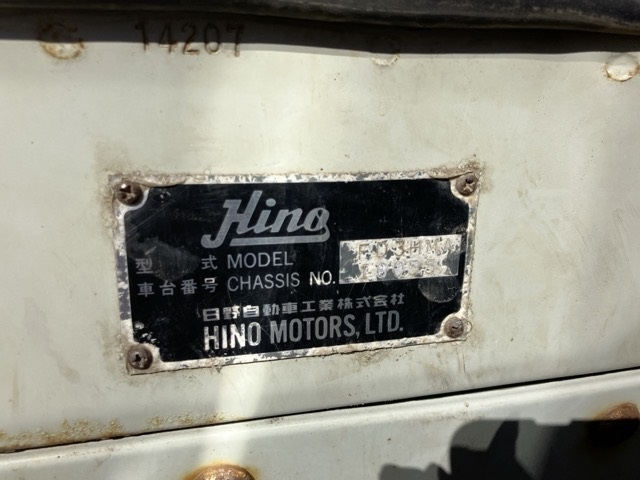 14207
Hino
型 式 MODEL
車台番号 CHASSIS NO.
日野自動車工業株式会社
HINO MOTORS, LTD.